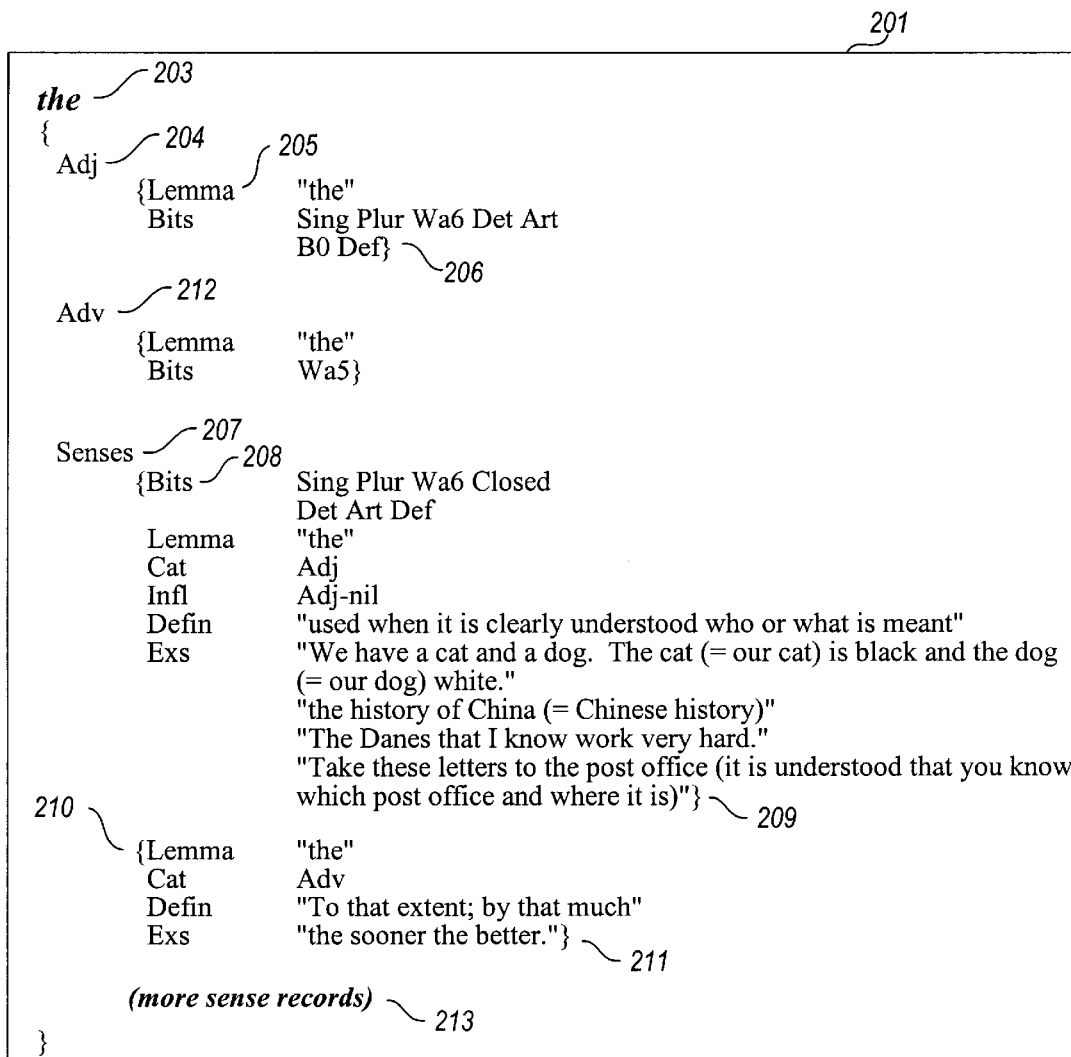 201
the 203
{
Adj 204
{Lemma "the" 205
Bits Sing Plur Wa6 Det Art
B0 Def} 206
Adv 212
{Lemma "the"
Bits Wa5}
Senses 207
{Bits 208 Sing Plur Wa6 Closed
Det Art Def
Lemma "the"
Cat Adj
Infl Adj-nil
Defin "used when it is clearly understood who or what is meant"
Exs "We have a cat and a dog. The cat (= our cat) is black and the dog
(= our dog) white."
"the history of China (= Chinese history)"
"The Danes that I know work very hard."
"Take these letters to the post office (it is understood that you know
which post office and where it is)"} 209
210
{Lemma "the"
Cat Adv
Defin "To that extent; by that much"
Exs "the sooner the better."} 211
(more sense records) 213
}